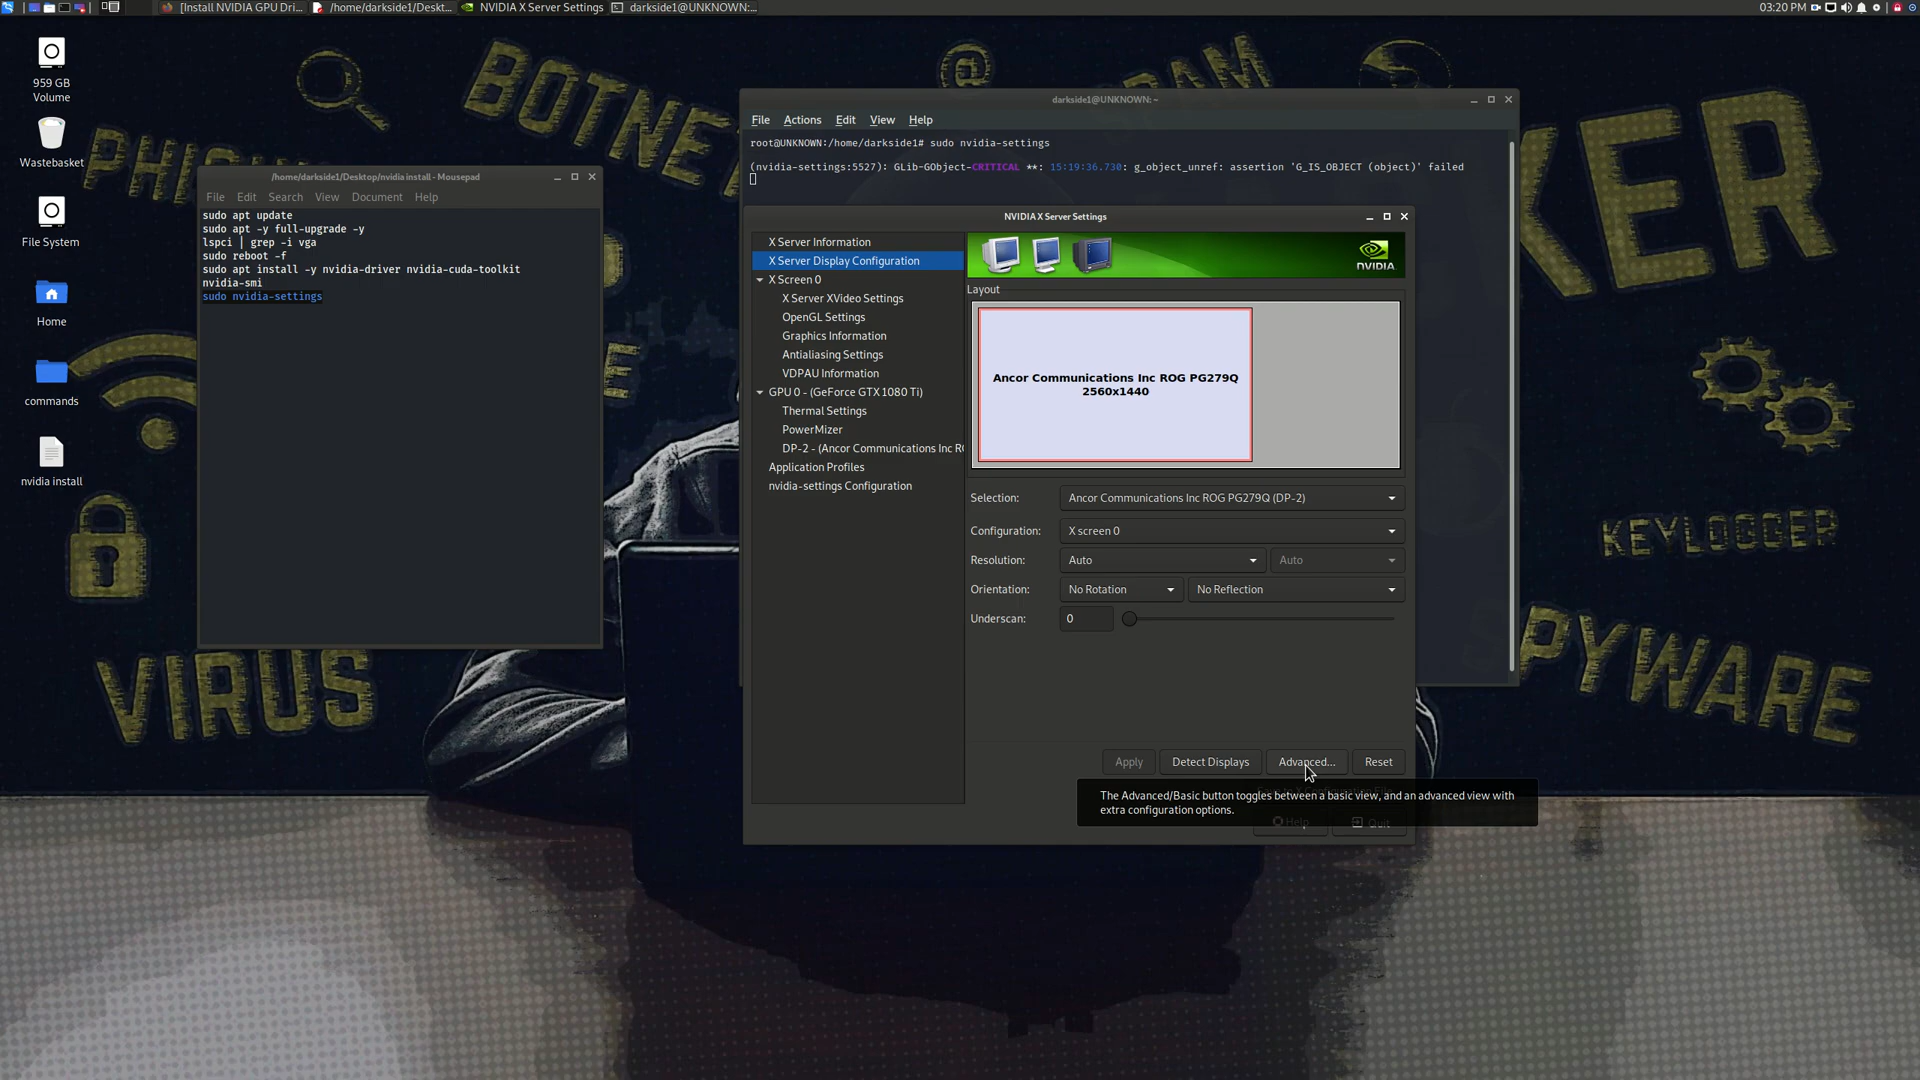 [Install NVIDIA GPU Dri...
/home/darkside1/Deskt...
NVIDIA X Server Settings
darkside1@UNKNOWN:...
03:20 PM
959 GB
Volume
Wastebasket
File System
Home
commands
nvidia install
/home/darkside1/Desktop/nvidia install - Mousepad
File Edit Search View Document Help
sudo apt update
sudo apt -y full-upgrade -y
lspci | grep -i vga
sudo reboot -f
sudo apt install -y nvidia-driver nvidia-cuda-toolkit
nvidia-smi
sudo nvidia-settings
darkside1@UNKNOWN: ~
File Actions Edit View Help
root@UNKNOWN:/home/darkside1# sudo nvidia-settings
(nvidia-settings:5527): GLib-GObject-CRITICAL **: 15:19:36.730: g_object_unref: assertion 'G_IS_OBJECT (object)' failed
NVIDIA X Server Settings
X Server Information
X Server Display Configuration
X Screen 0
X Server XVideo Settings
OpenGL Settings
Graphics Information
Antialiasing Settings
VDPAU Information
GPU 0 - (GeForce GTX 1080 Ti)
Thermal Settings
PowerMizer
DP-2 - (Ancor Communications Inc RO
Application Profiles
nvidia-settings Configuration
NVIDIA.
Layout
Ancor Communications Inc ROG PG279Q
2560x1440
Selection: Ancor Communications Inc ROG PG279Q (DP-2)
Configuration: X screen 0
Resolution: Auto Auto
Orientation: No Rotation No Reflection
Underscan: 0
Apply Detect Displays Advanced... Reset
The Advanced/Basic button toggles between a basic view, and an advanced view with
extra configuration options.
Help Quit
BOTNE
@
PAM
PHI
KER
KEYLOGGER
VIRUS
PYWARE